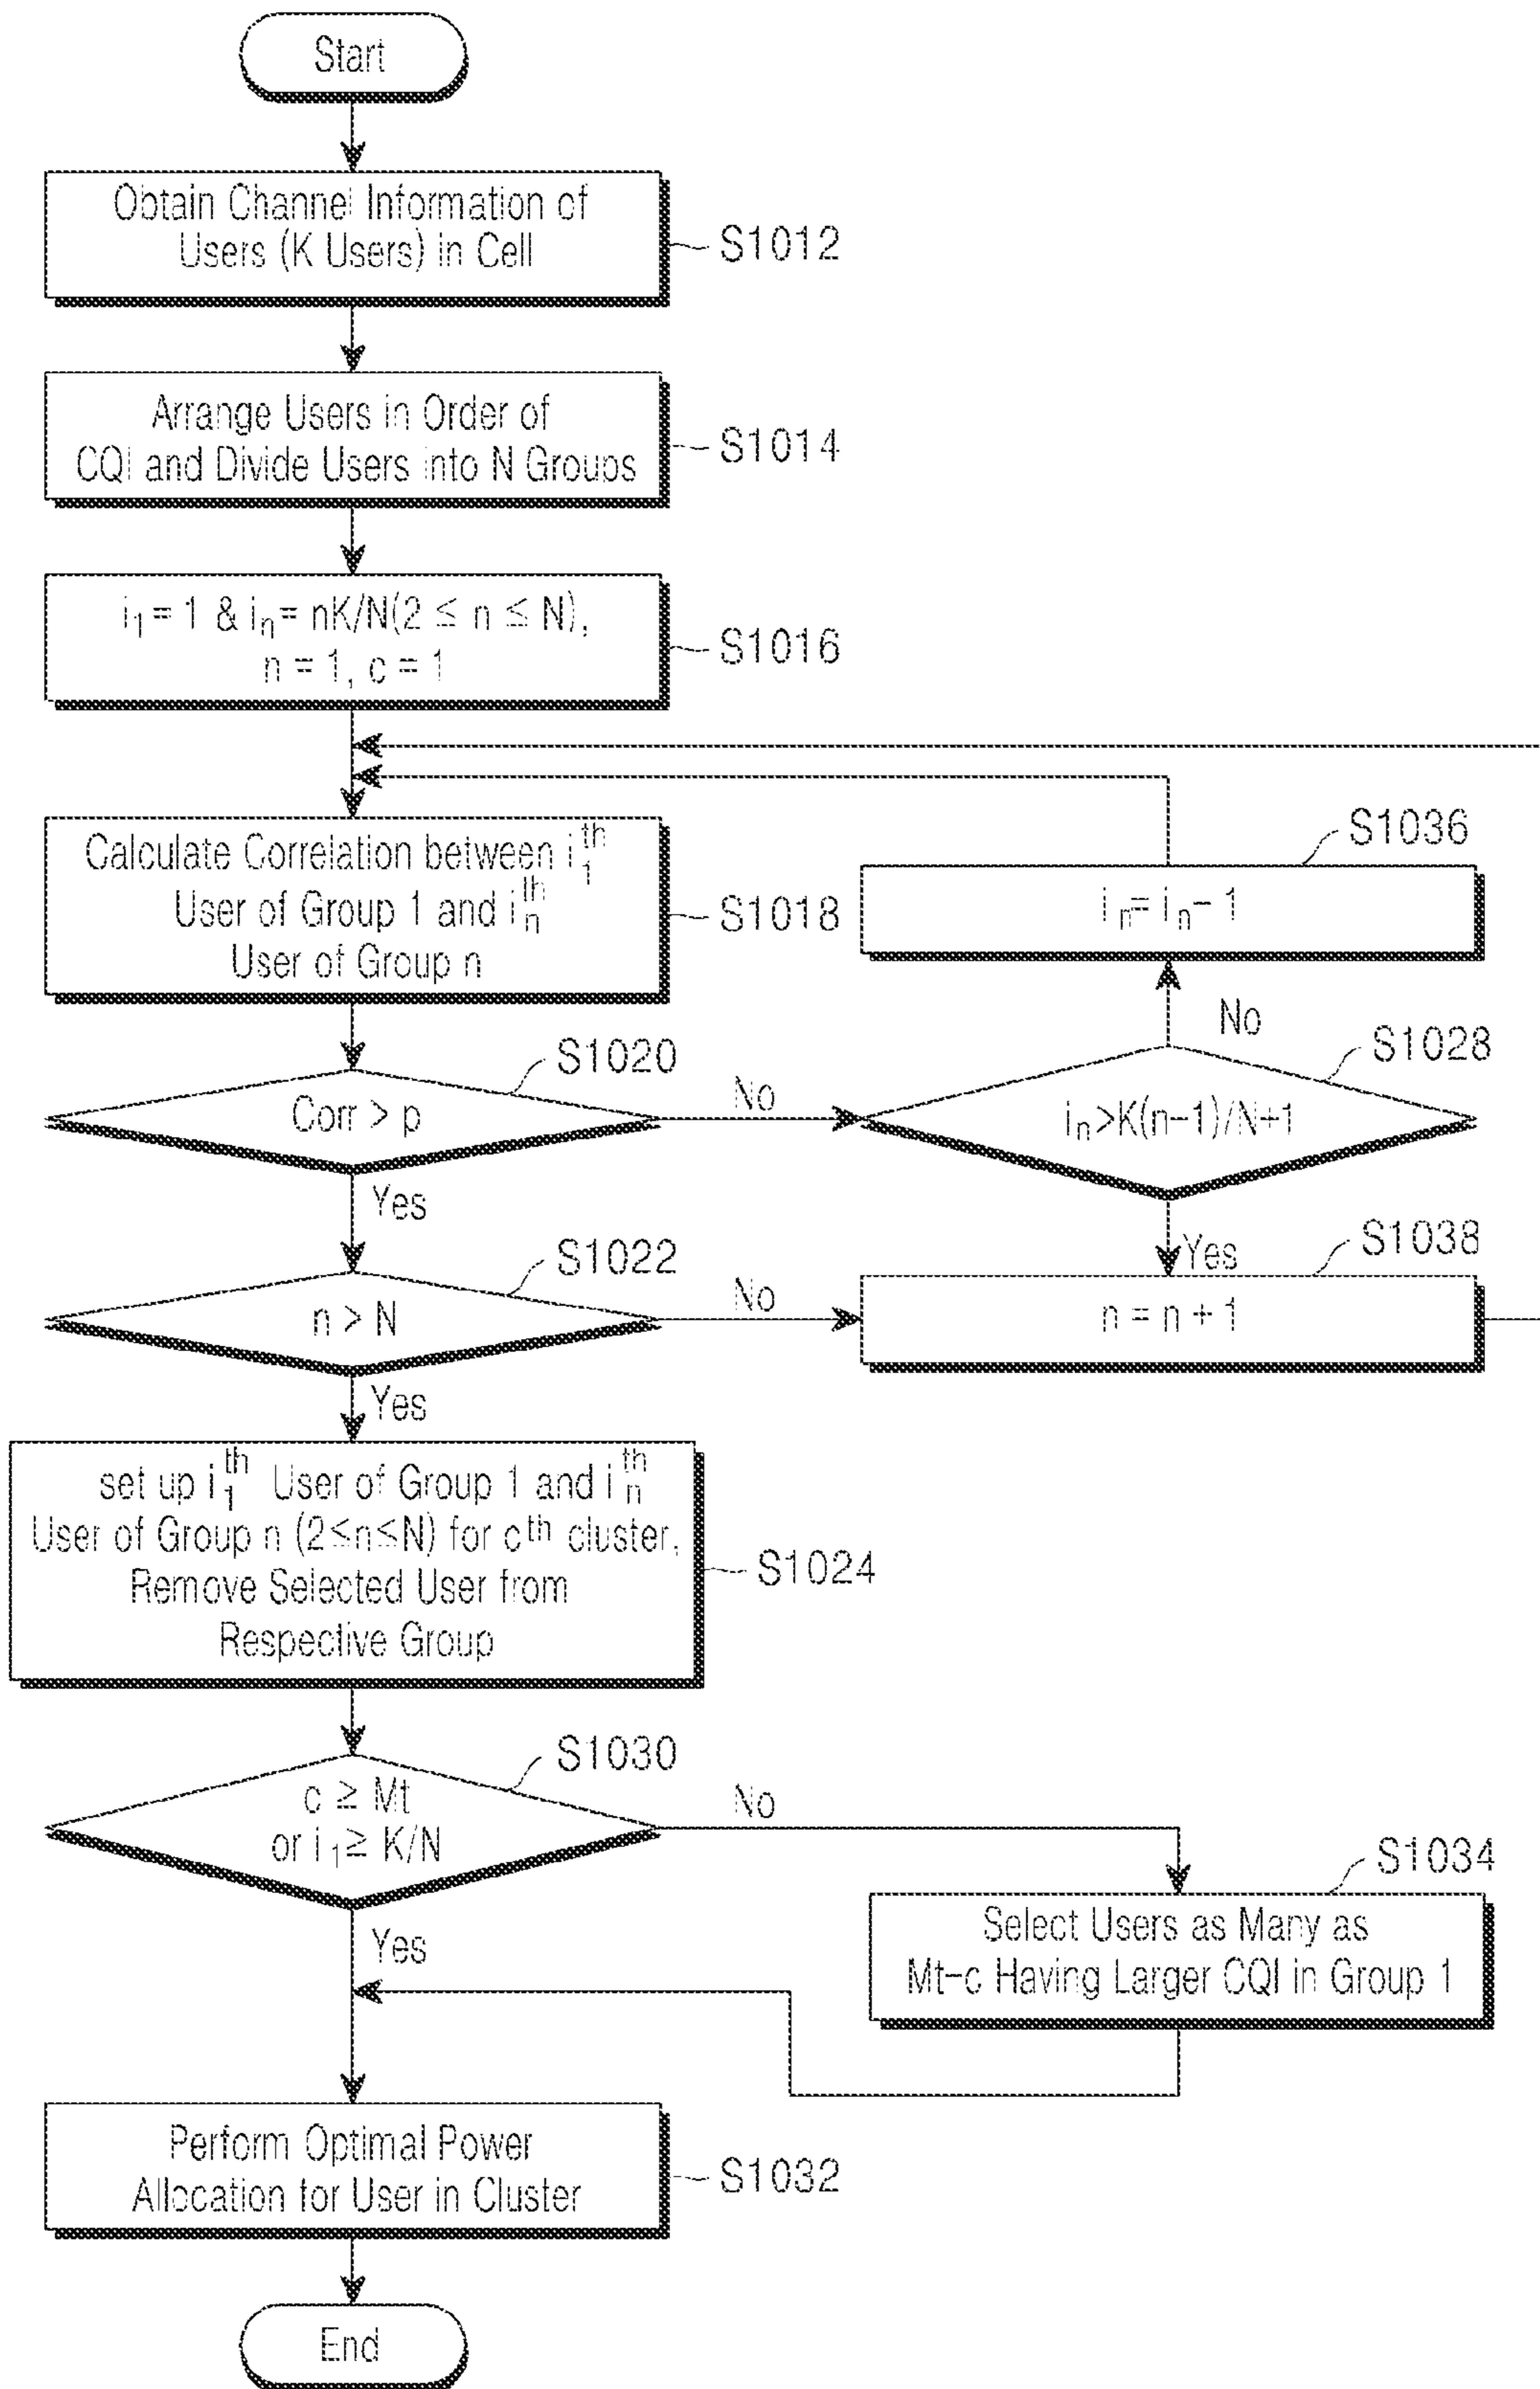 Start
Obtain Channel Information of
Users (K Users) in Cell
S1012
Arrange Users in Order of
CQI and Divide Users into N Groups
S1014
i₁ = 1 & iₙ = nK/N(2 ≤ n ≤ N),
n = 1, c = 1
S1016
Calculate Correlation between i₁ᵗʰ
User of Group 1 and iₙᵗʰ
User of Group n
S1018
S1036
iₙ = iₙ - 1
No
S1020
Corr > p
No
S1028
iₙ>K(n-1)/N+1
Yes
Yes
S1022
n > N
No
S1038
n = n + 1
Yes
set up i₁ᵗʰ User of Group 1 and iₙᵗʰ
User of Group n (2≤n≤N) for cᵗʰ cluster,
Remove Selected User from
Respective Group
S1024
S1030
c ≥ Mt
or i₁ ≥ K/N
No
Yes
S1034
Select Users as Many as
Mt-c Having Larger CQI in Group 1
Perform Optimal Power
Allocation for User in Cluster
S1032
End